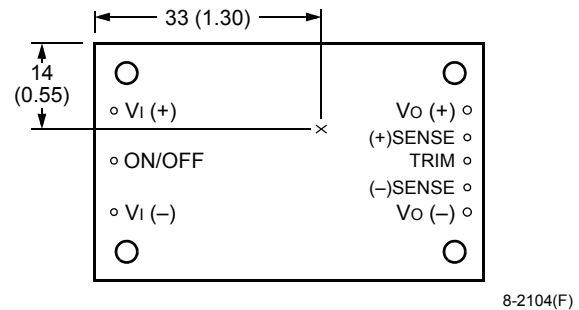 33 (1.30)
14
(0.55)
VI (+)
ON/OFF
VI (–)
VO (+)
(+)SENSE
TRIM
(–)SENSE
VO (–)
8-2104(F)